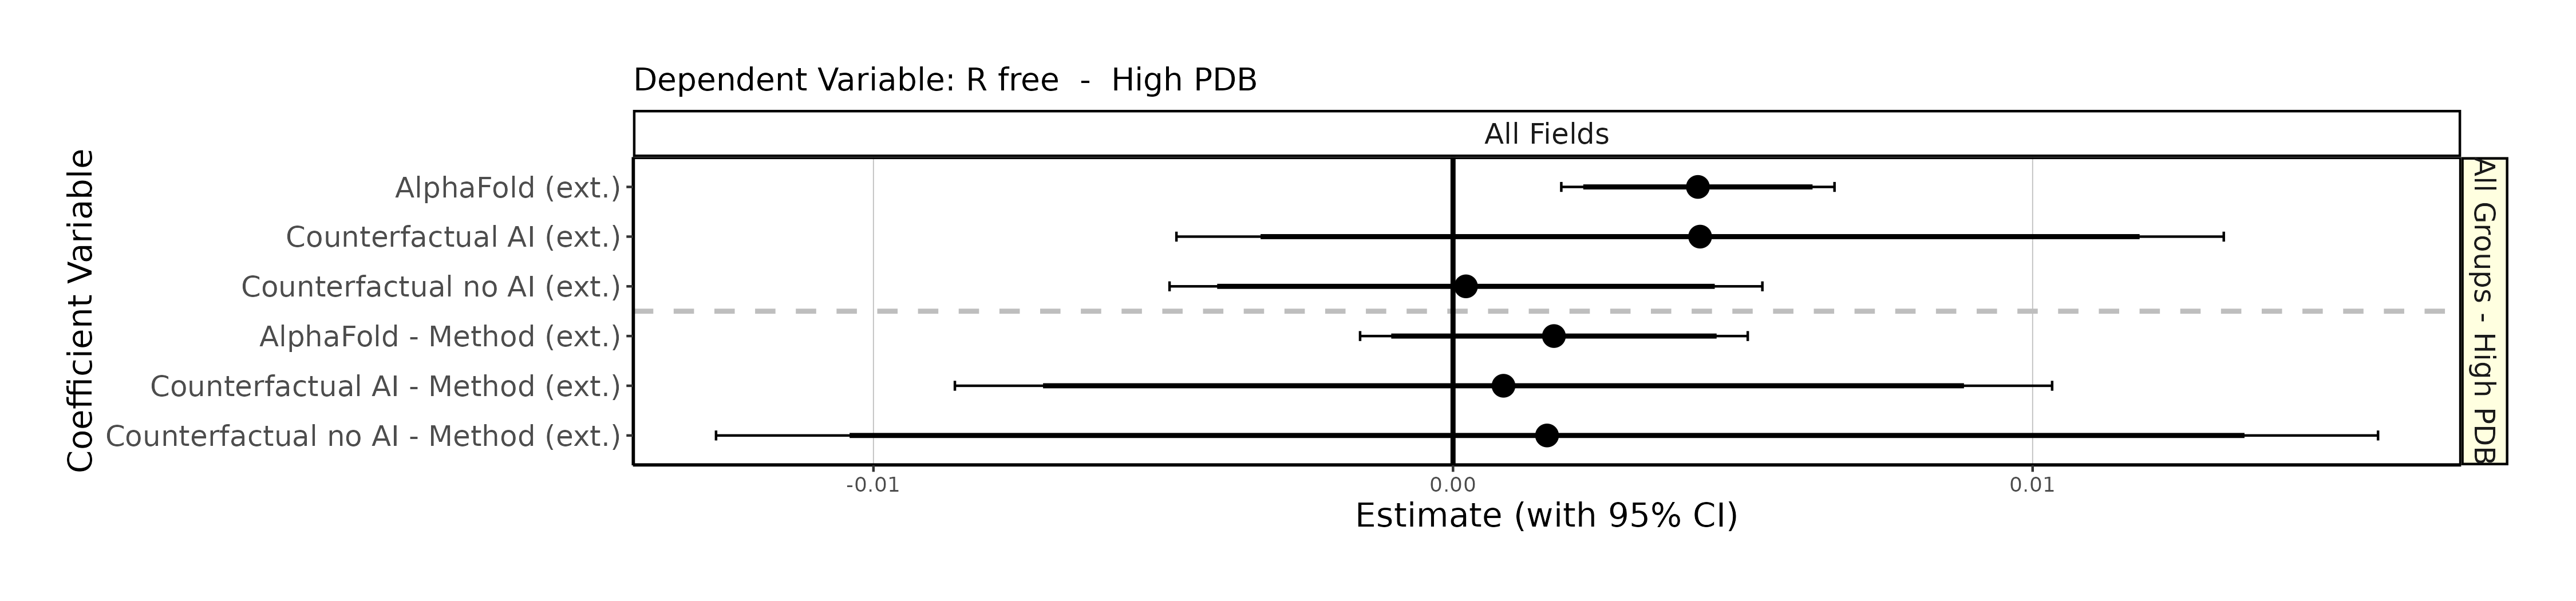 Dependent Variable: R free  -  High PDB
All Fields
Coefficient Variable
AlphaFold (ext.)
Counterfactual AI (ext.)
Counterfactual no AI (ext.)
AlphaFold - Method (ext.)
Counterfactual AI - Method (ext.)
Counterfactual no AI - Method (ext.)
All Groups - High PDB
-0.01
0.00
0.01
Estimate (with 95% CI)